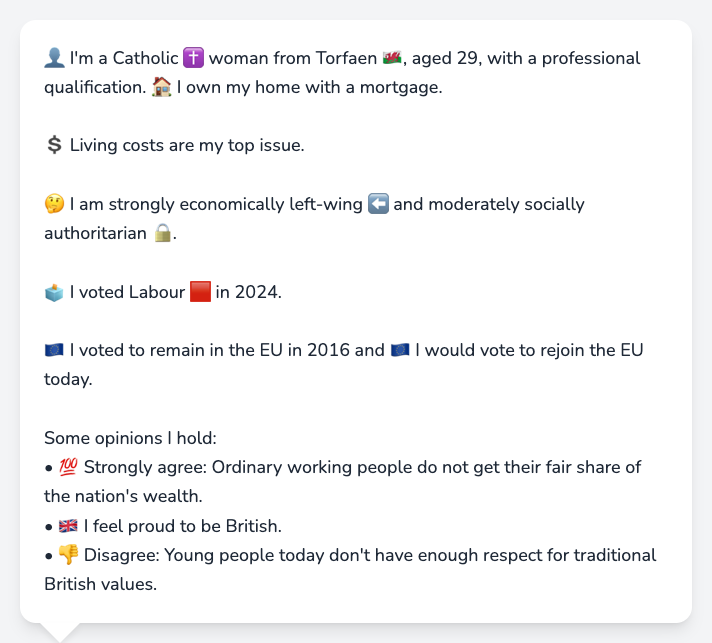 👤 I'm a Catholic ✝️ woman from Torfaen 🏴󠁧󠁢󠁷󠁬󠁳󠁿, aged 29, with a professional
qualification. 🏠 I own my home with a mortgage.
💲 Living costs are my top issue.
🤔 I am strongly economically left-wing ⬅️ and moderately socially
authoritarian 🔒.
🗳️ I voted Labour 🟥 in 2024.
🇪🇺 I voted to remain in the EU in 2016 and 🇪🇺 I would vote to rejoin the EU
today.
Some opinions I hold:
• 💯 Strongly agree: Ordinary working people do not get their fair share of
the nation's wealth.
• 🇬🇧 I feel proud to be British.
• 👎 Disagree: Young people today don't have enough respect for traditional
British values.